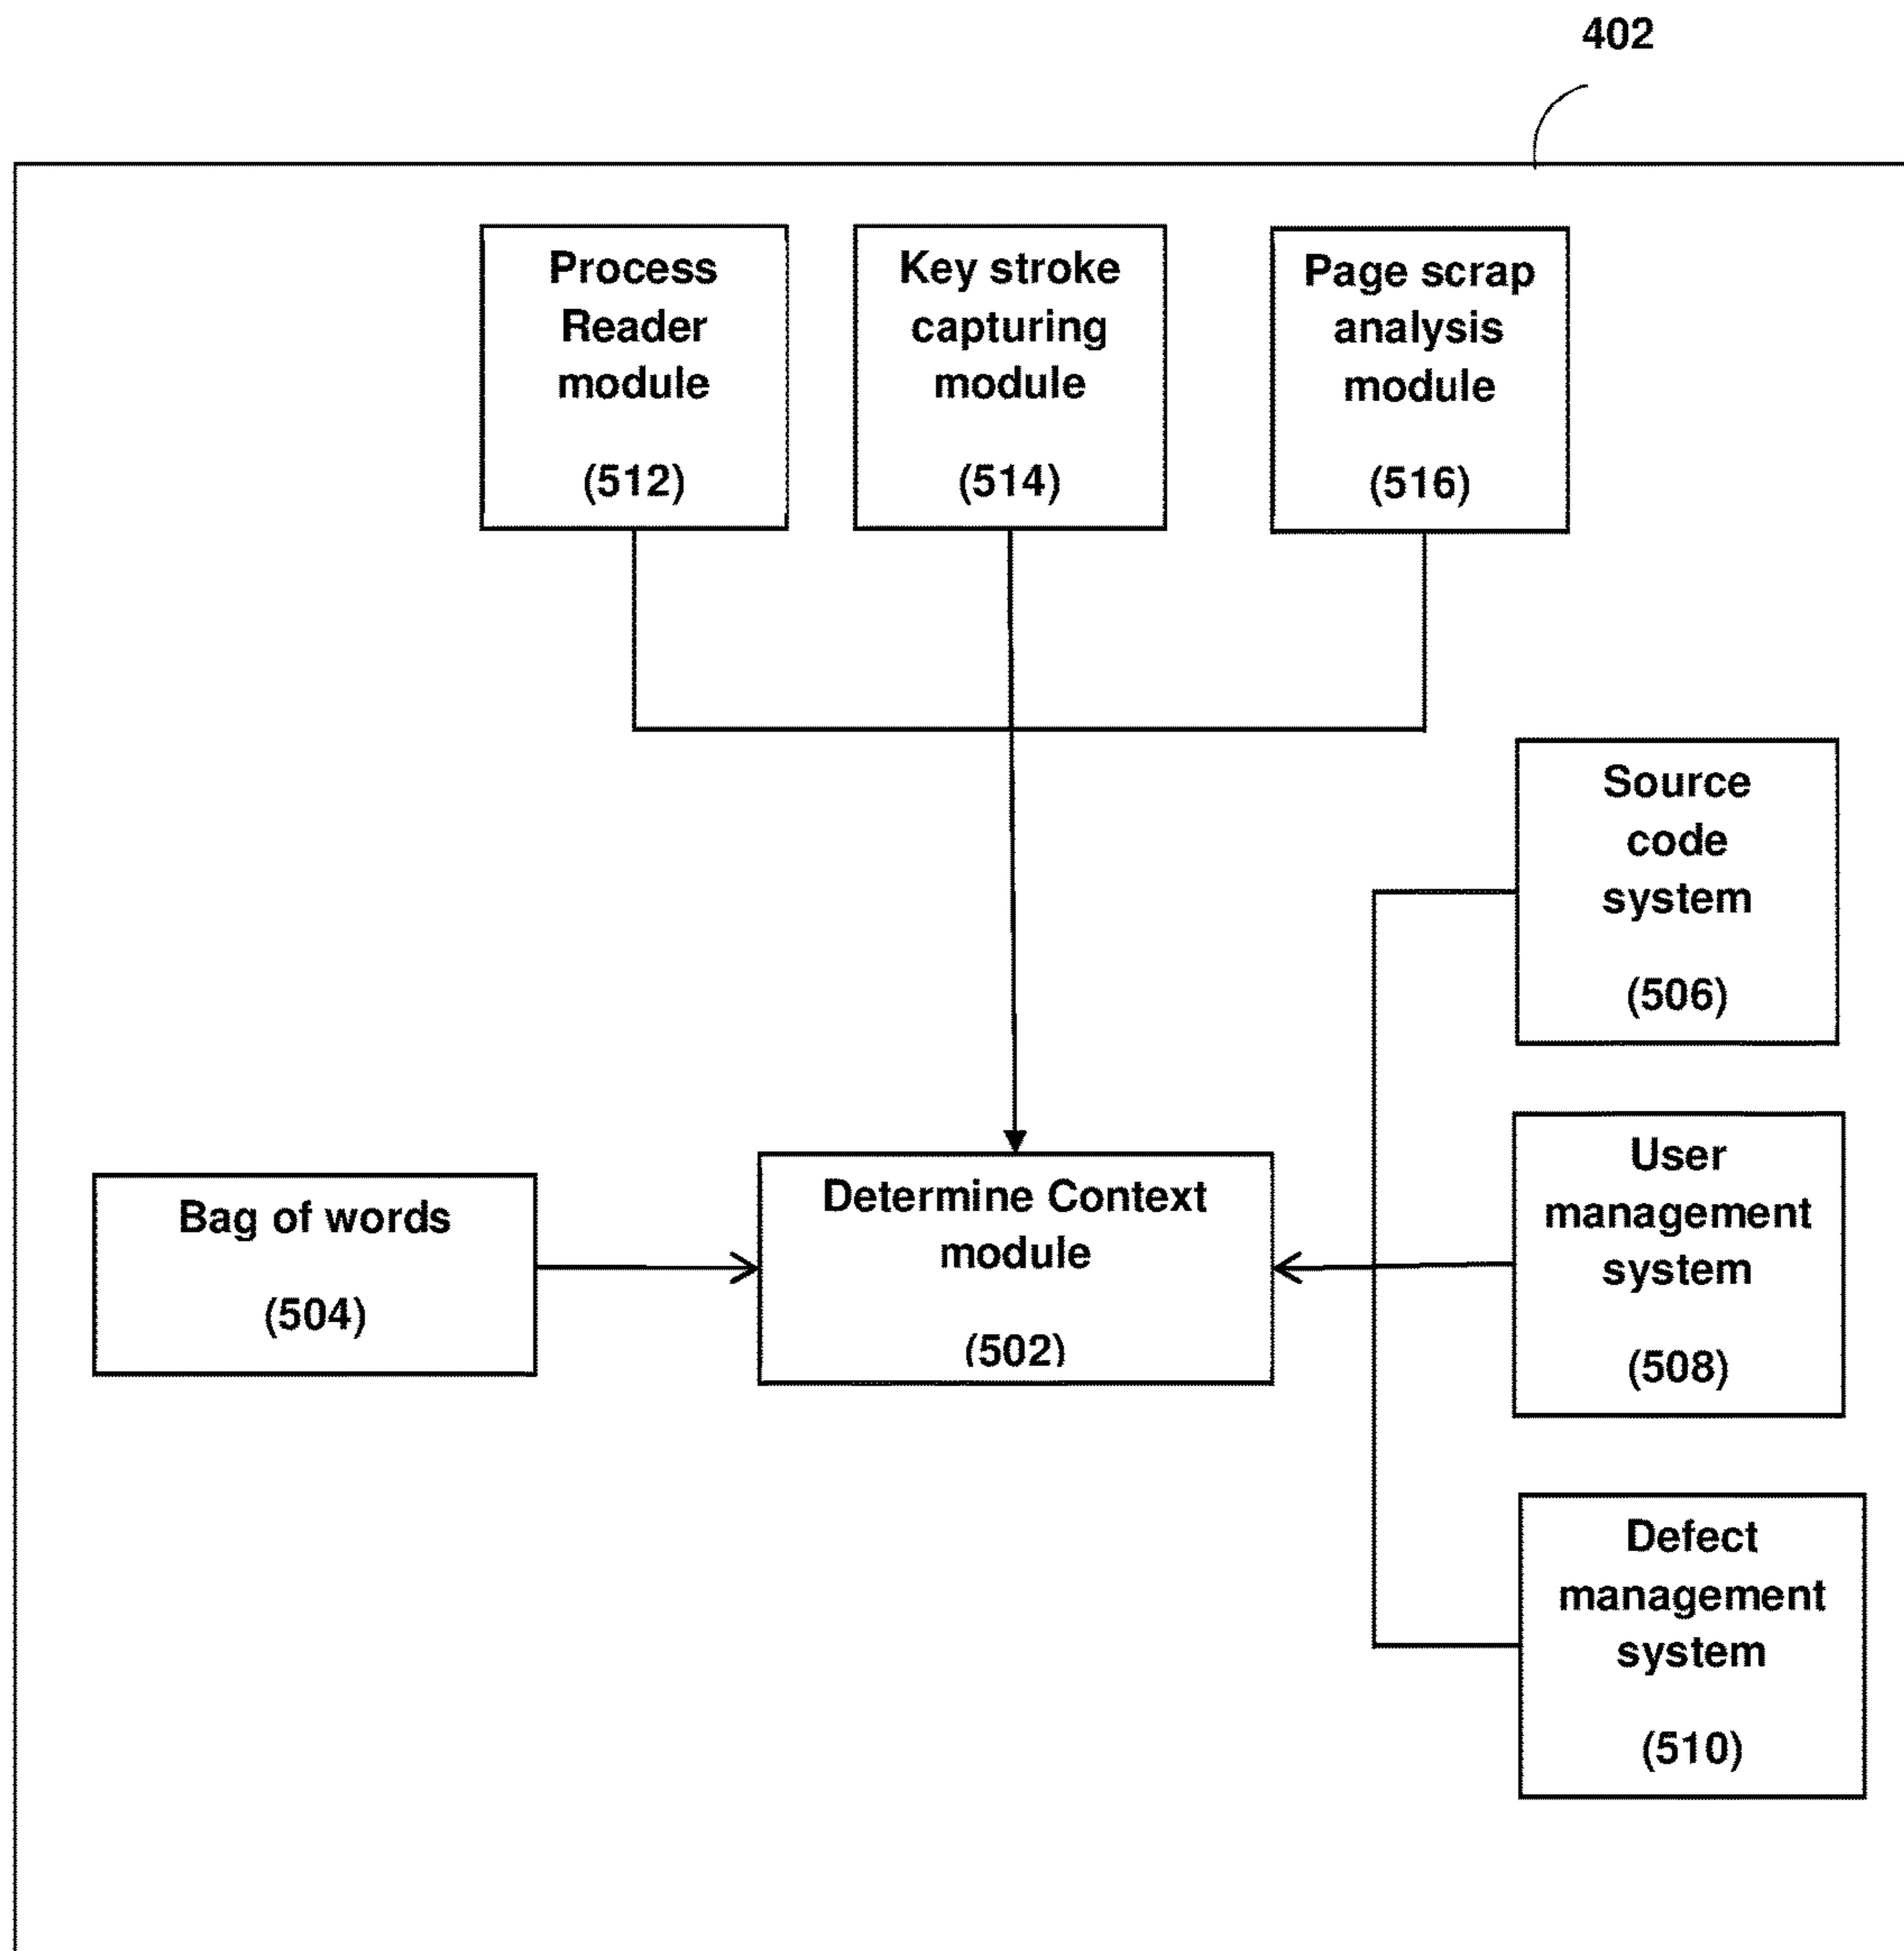 402
Process
Reader
module
(512)
Key stroke
capturing
module
(514)
Page scrap
analysis
module
(516)
Source
code
system
(506)
Bag of words
(504)
Determine Context
module
(502)
User
management
system
(508)
Defect
management
system
(510)